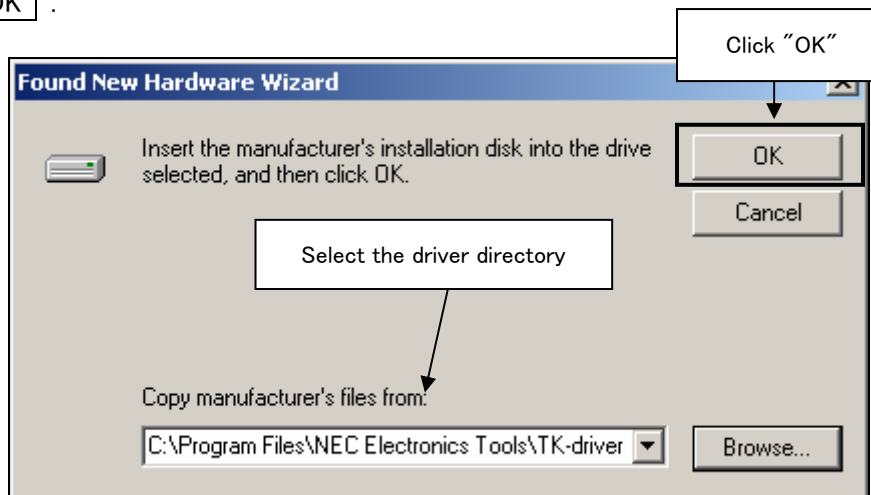 OK .
Click "OK"
Found New Hardware Wizard
Insert the manufacturer's installation disk into the drive
selected, and then click OK.
OK
Cancel
Select the driver directory
Copy manufacturer's files from:
C:\Program Files\NEC Electronics Tools\TK-driver
Browse...